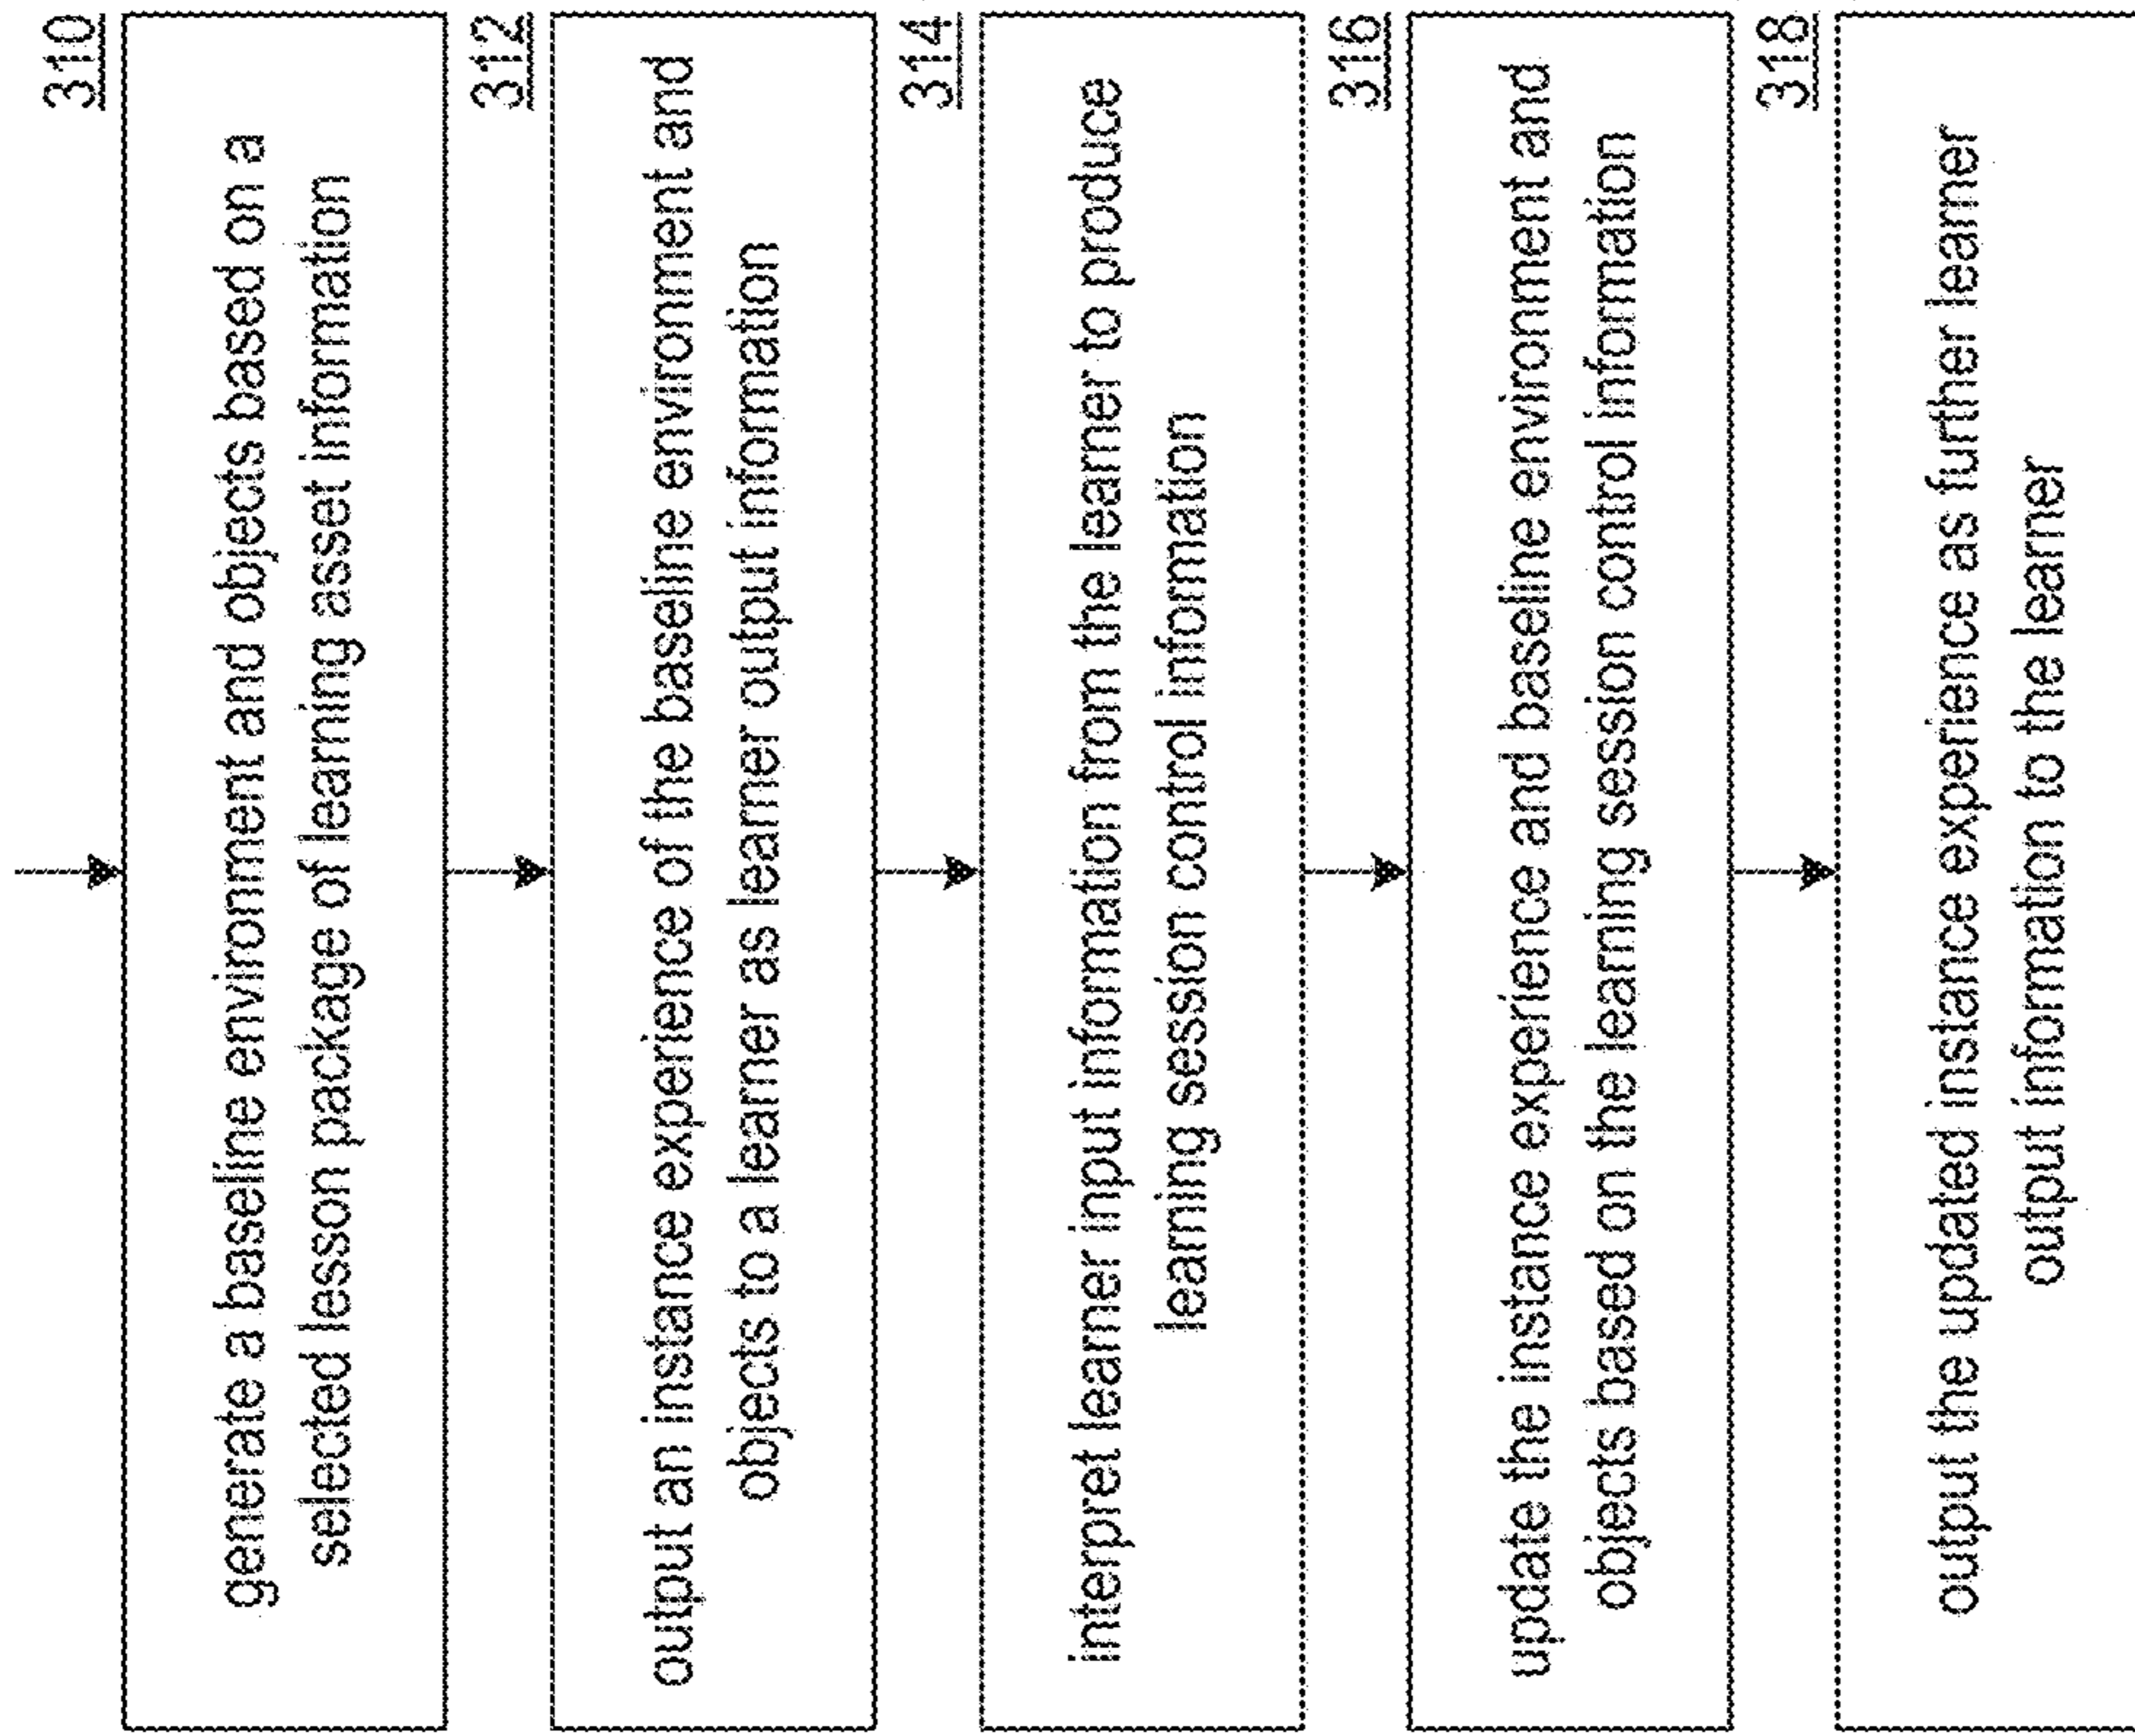 310
generate a baseline environment and objects based on a
selected lesson package of learning asset information
312
output an instance experience of the baseline environment and
objects to a learner as learner output information
314
interpret learner input information from the learner to produce
learning session control information
316
update the instance experience and baseline environment and
objects based on the learning session control information
318
output the updated instance experience as further learner
output information to the learner